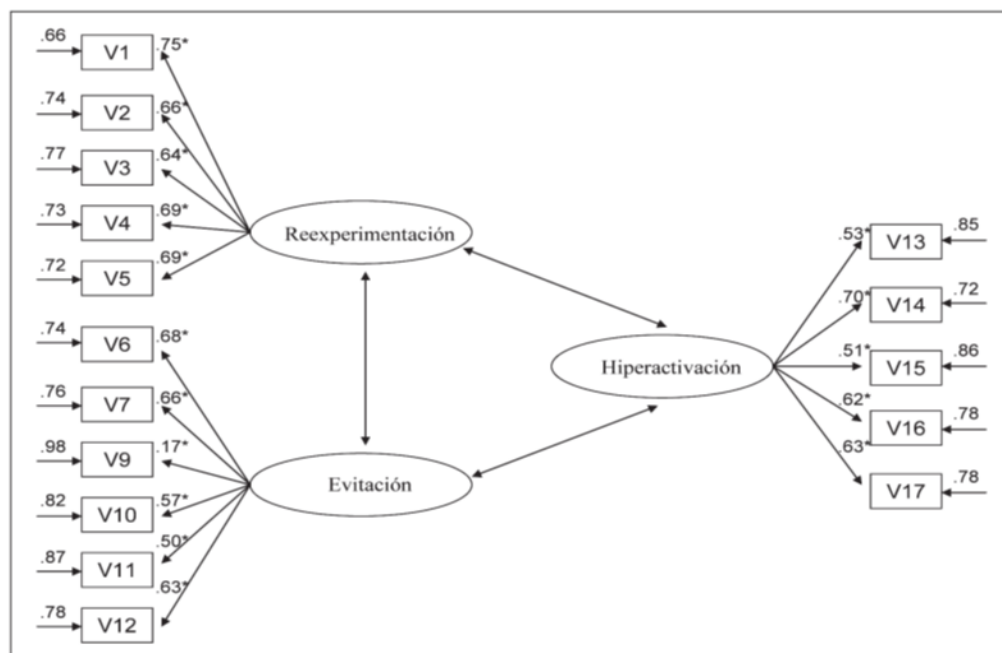 .66
V1
.75*
.74
V2
.66*
.77
V3
.64*
.73
V4
.69*
.72
V5
.69*
Reexperimentación
.74
V6
.68*
.76
V7
.66*
.98
V9
.17*
.82
V10
.57*
.87
V11
.50*
.78
V12
.63*
Evitación
Hiperactivación
.53*
V13
.85
.70*
V14
.72
.51*
V15
.86
.62*
V16
.78
.63*
V17
.78